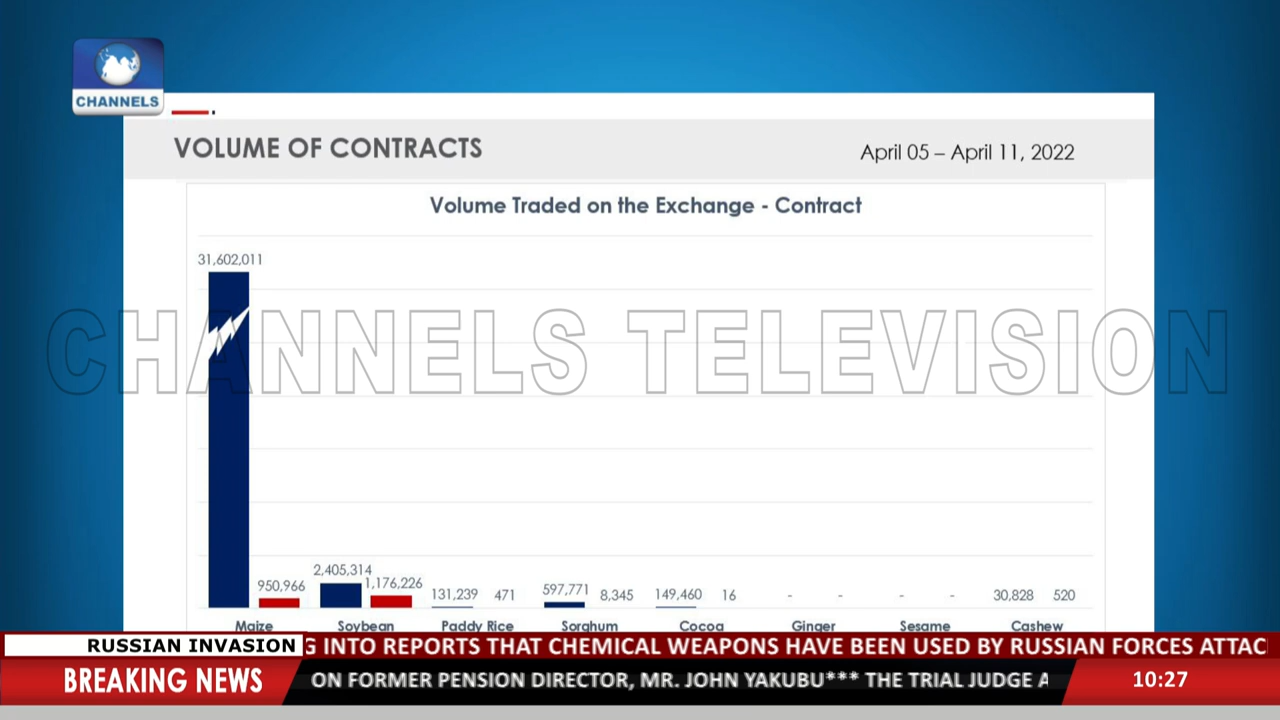 CHANNELS
VOLUME OF CONTRACTS
April 05 – April 11, 2022
Volume Traded on the Exchange - Contract
31,602,011
CHANNELS TELEVISION
2,405,314
950,966
1,176,226
131,239
471
597,771
8,345
149,460
16
-
-
-
-
30,828
520
Maize
Soybean
Paddy Rice
Sorghum
Cocoa
Ginger
Sesame
Cashew
RUSSIAN INVASION
G INTO REPORTS THAT CHEMICAL WEAPONS HAVE BEEN USED BY RUSSIAN FORCES ATTAC
BREAKING NEWS
ON FORMER PENSION DIRECTOR, MR. JOHN YAKUBU*** THE TRIAL JUDGE A
10:27